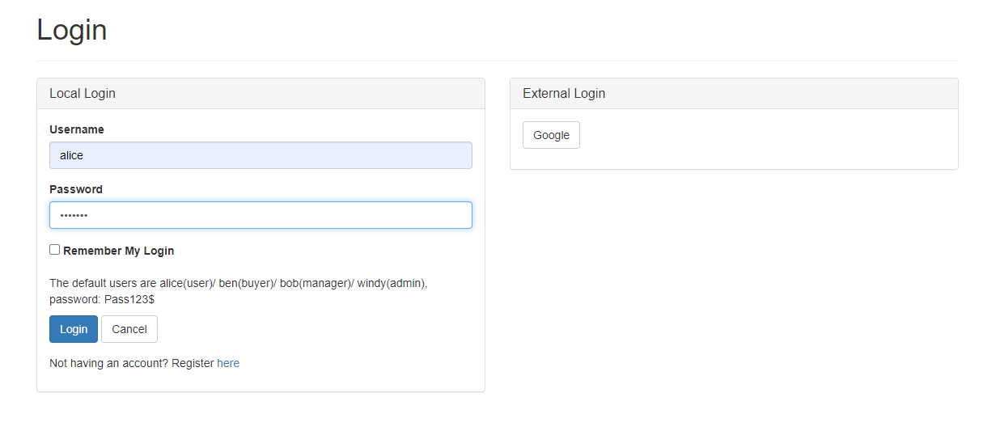 Login
Local Login
Username
alice
Password
•••••••
Remember My Login
The default users are alice(user)/ ben(buyer)/ bob(manager)/ windy(admin),
password: Pass123$
Login Cancel
Not having an account? Register here
External Login
Google